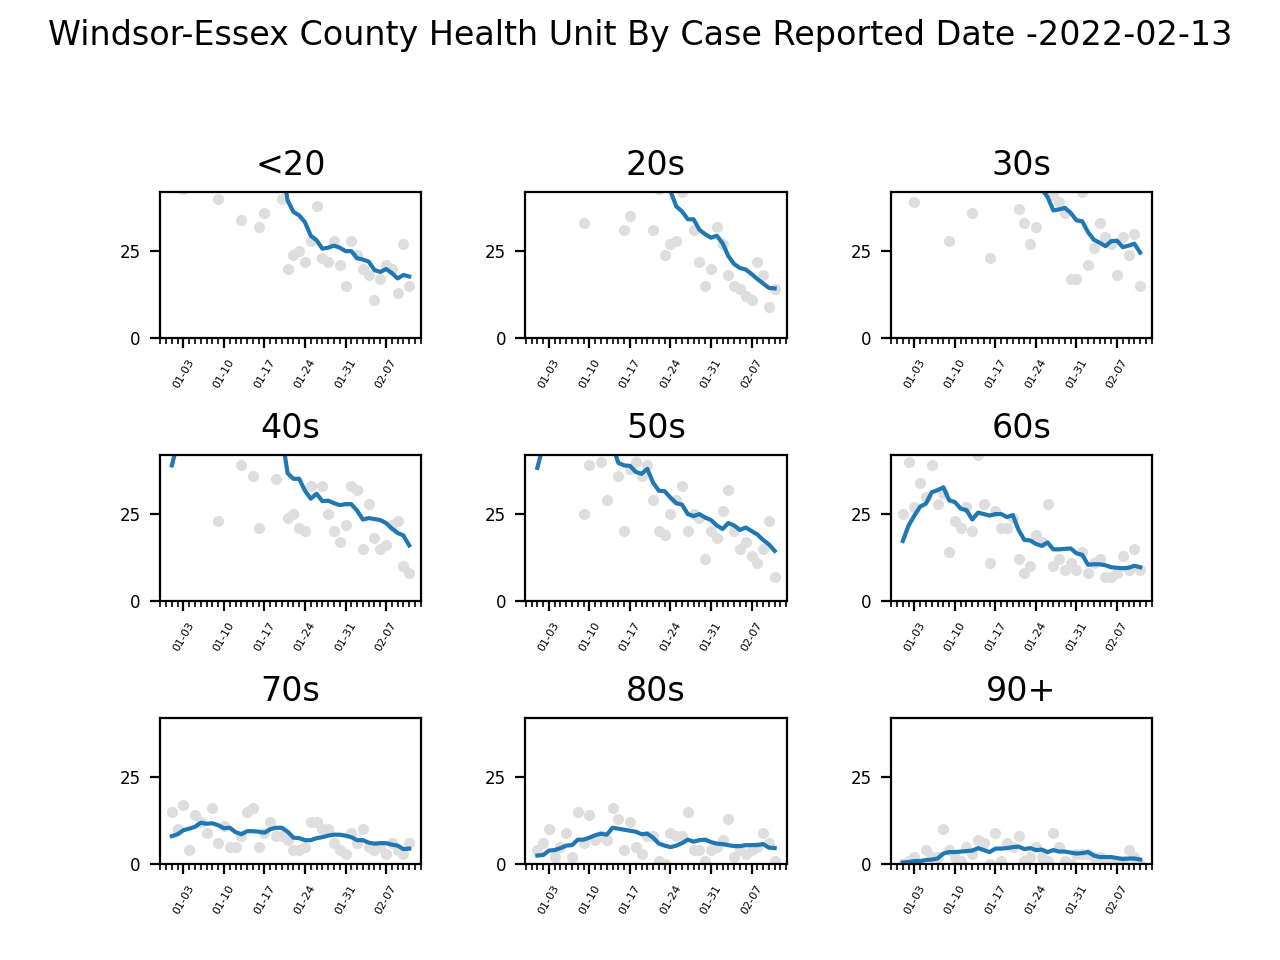 Windsor-Essex County Health Unit By Case Reported Date -2022-02-13
<20 20s 30s
25 25 25
0 0 0
01-03 01-10 01-17 01-24 01-31 02-07 01-03 01-10 01-17 01-24 01-31 02-07 01-03 01-10 01-17 01-24 01-31 02-07
40s 50s 60s
25 25 25
0 0 0
01-03 01-10 01-17 01-24 01-31 02-07 01-03 01-10 01-17 01-24 01-31 02-07 01-03 01-10 01-17 01-24 01-31 02-07
70s 80s 90+
25 25 25
0 0 0
01-03 01-10 01-17 01-24 01-31 02-07 01-03 01-10 01-17 01-24 01-31 02-07 01-03 01-10 01-17 01-24 01-31 02-07